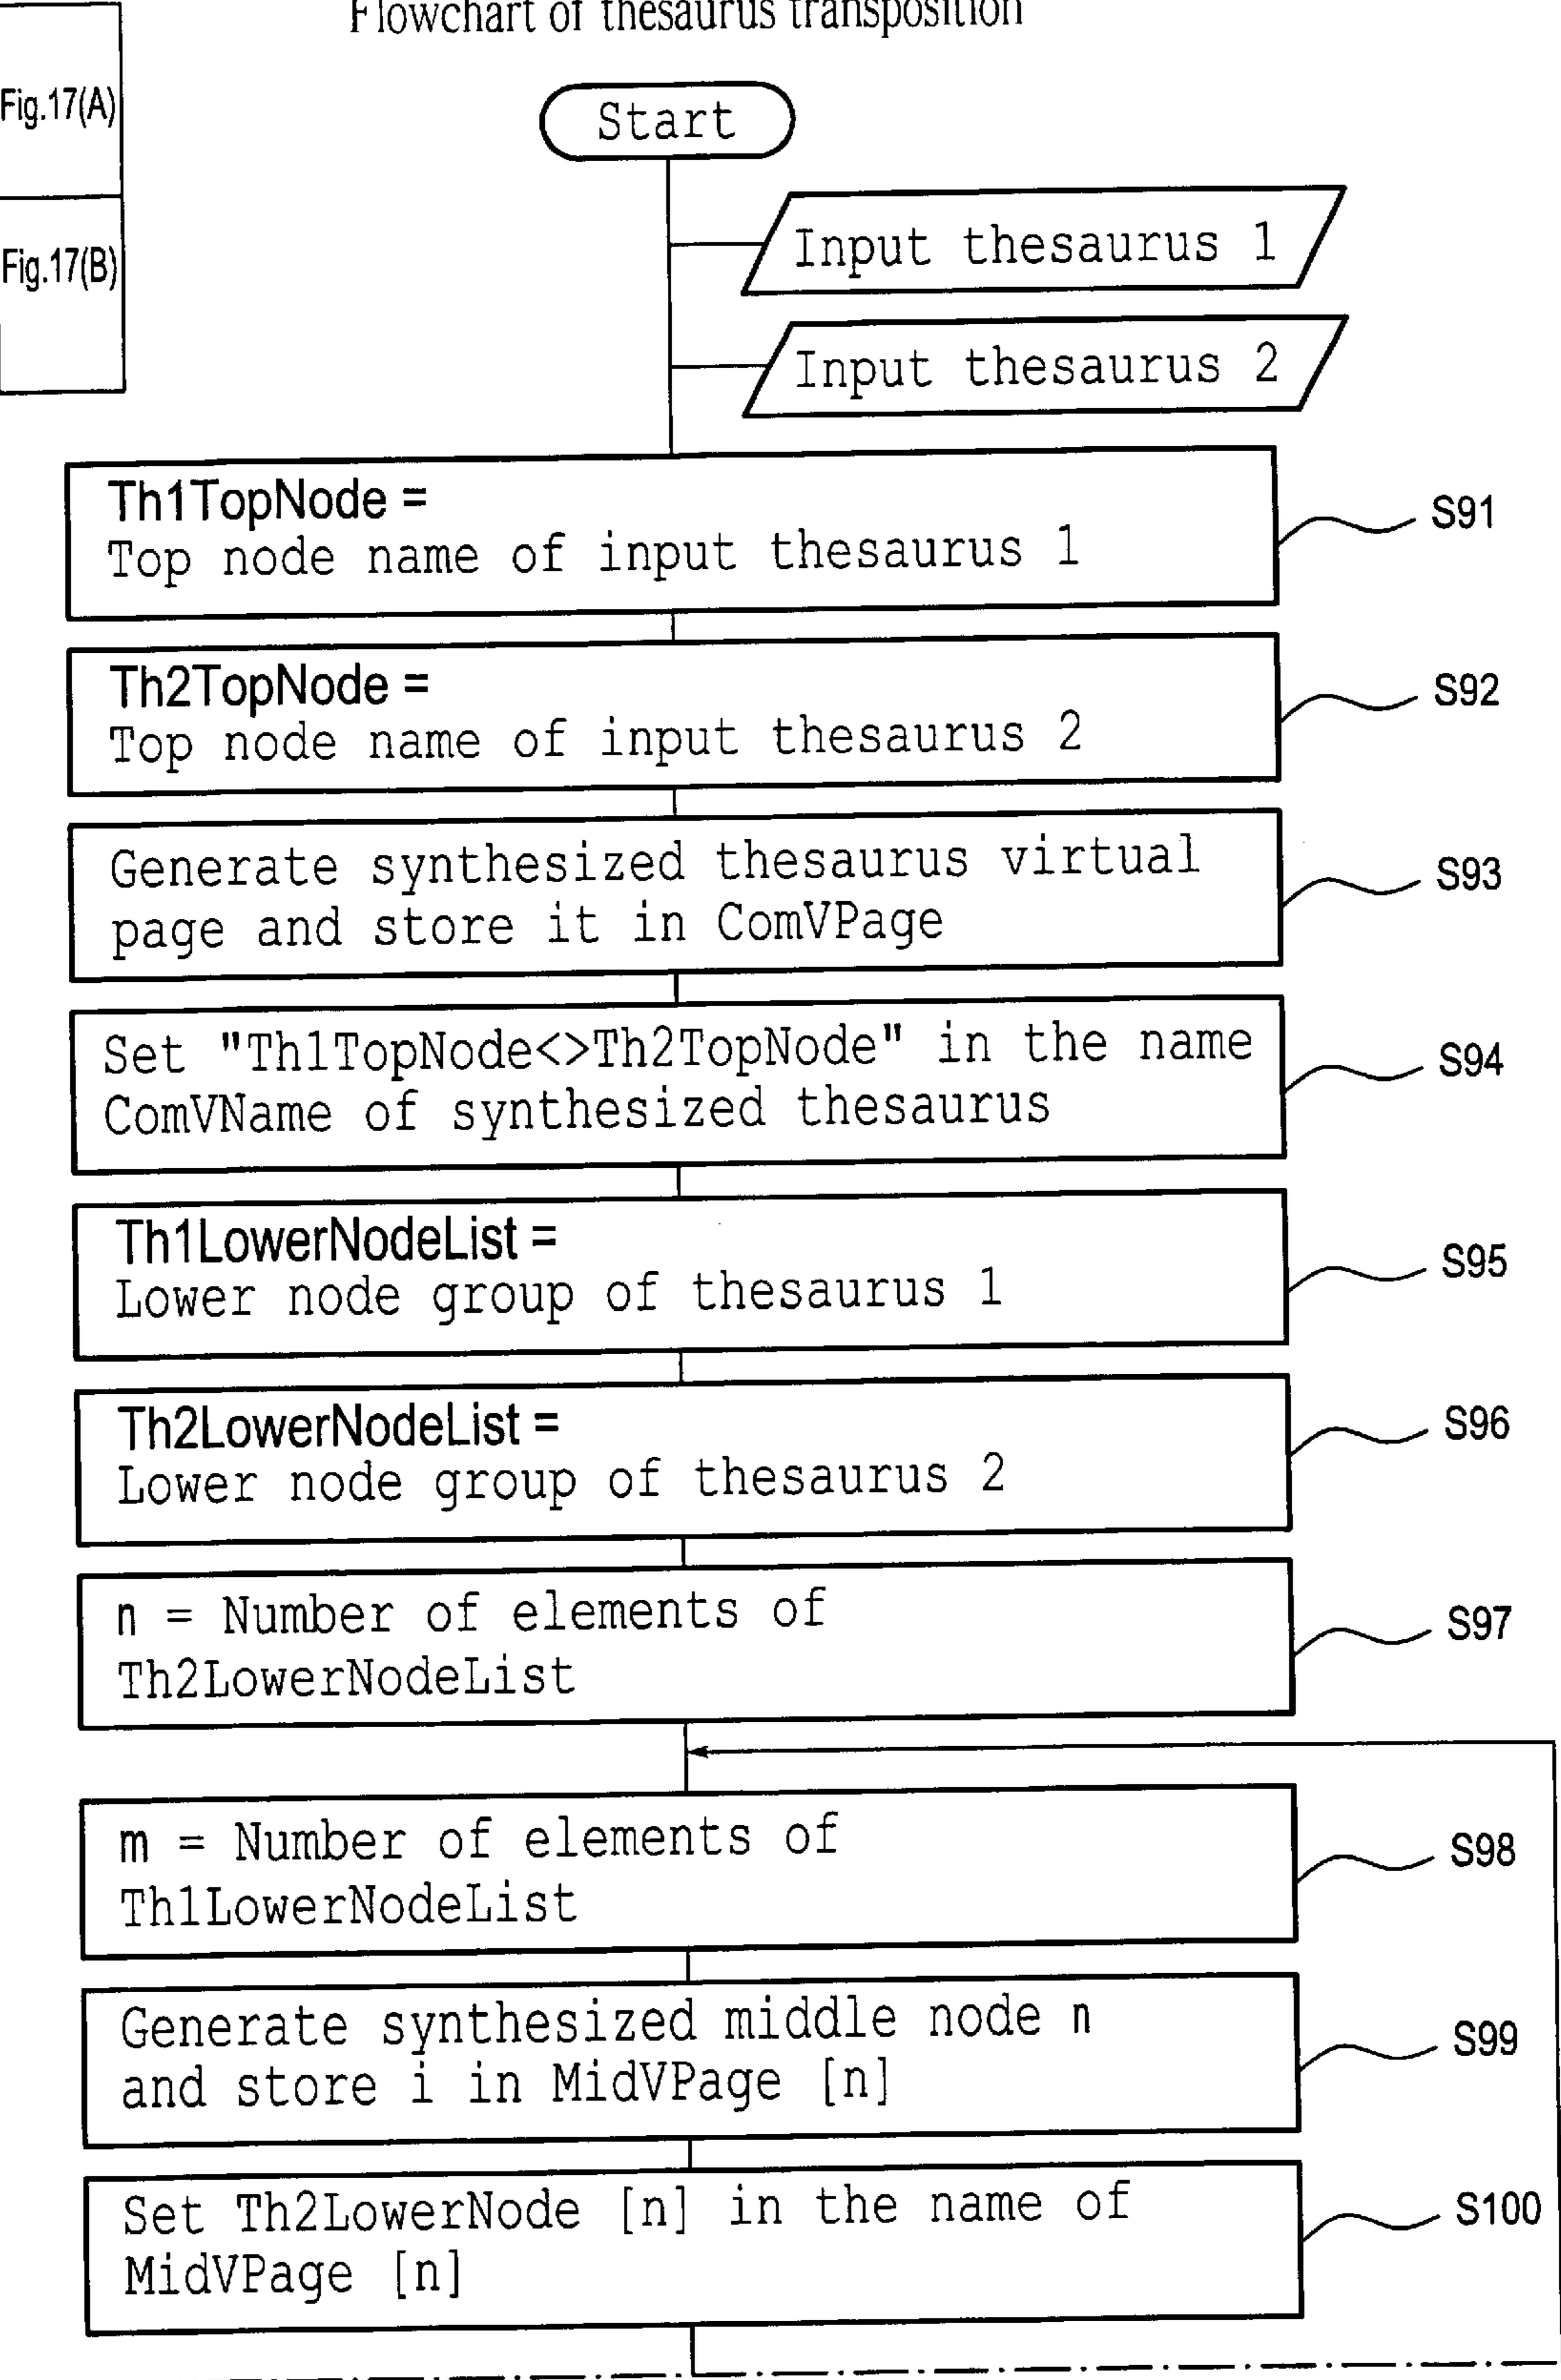 Flowchart of thesaurus transposition
Fig.17(A)
Fig.17(B)
Start
Input thesaurus 1
Input thesaurus 2
Th1TopNode =
Top node name of input thesaurus 1
S91
Th2TopNode =
Top node name of input thesaurus 2
S92
Generate synthesized thesaurus virtual
page and store it in ComVPage
S93
Set "Th1TopNode<>Th2TopNode" in the name
ComVName of synthesized thesaurus
S94
Th1LowerNodeList =
Lower node group of thesaurus 1
S95
Th2LowerNodeList =
Lower node group of thesaurus 2
S96
n = Number of elements of
Th2LowerNodeList
S97
m = Number of elements of
Th1LowerNodeList
S98
Generate synthesized middle node n
and store i in MidVPage [n]
S99
Set Th2LowerNode [n] in the name of
MidVPage [n]
S100